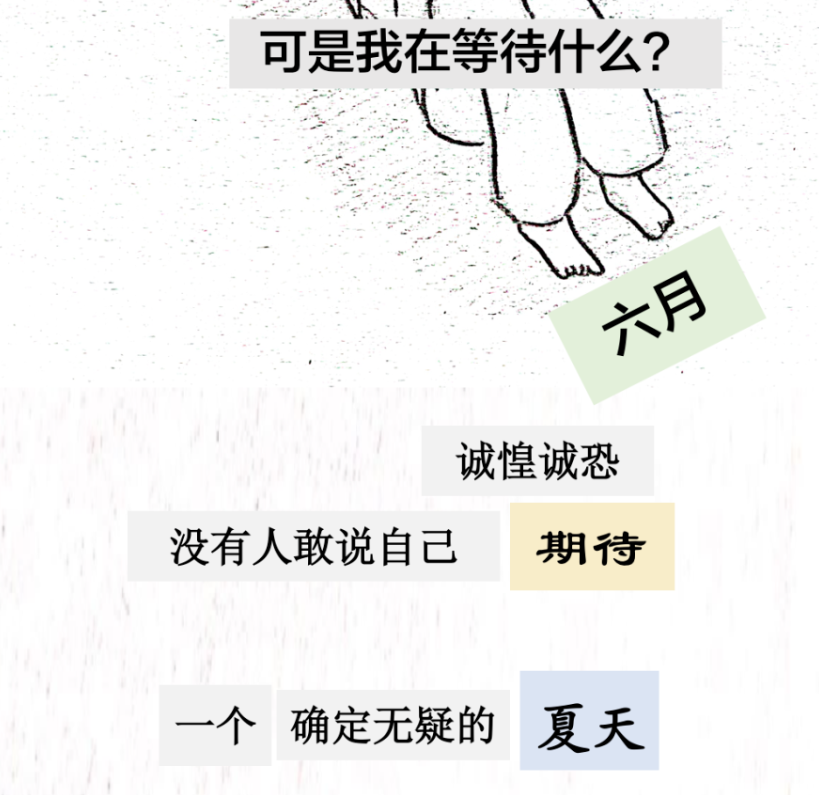 可是我在等待什么?
六月
诚惶诚恐
没有人敢说自己 期待
一个 确定无疑的 夏天